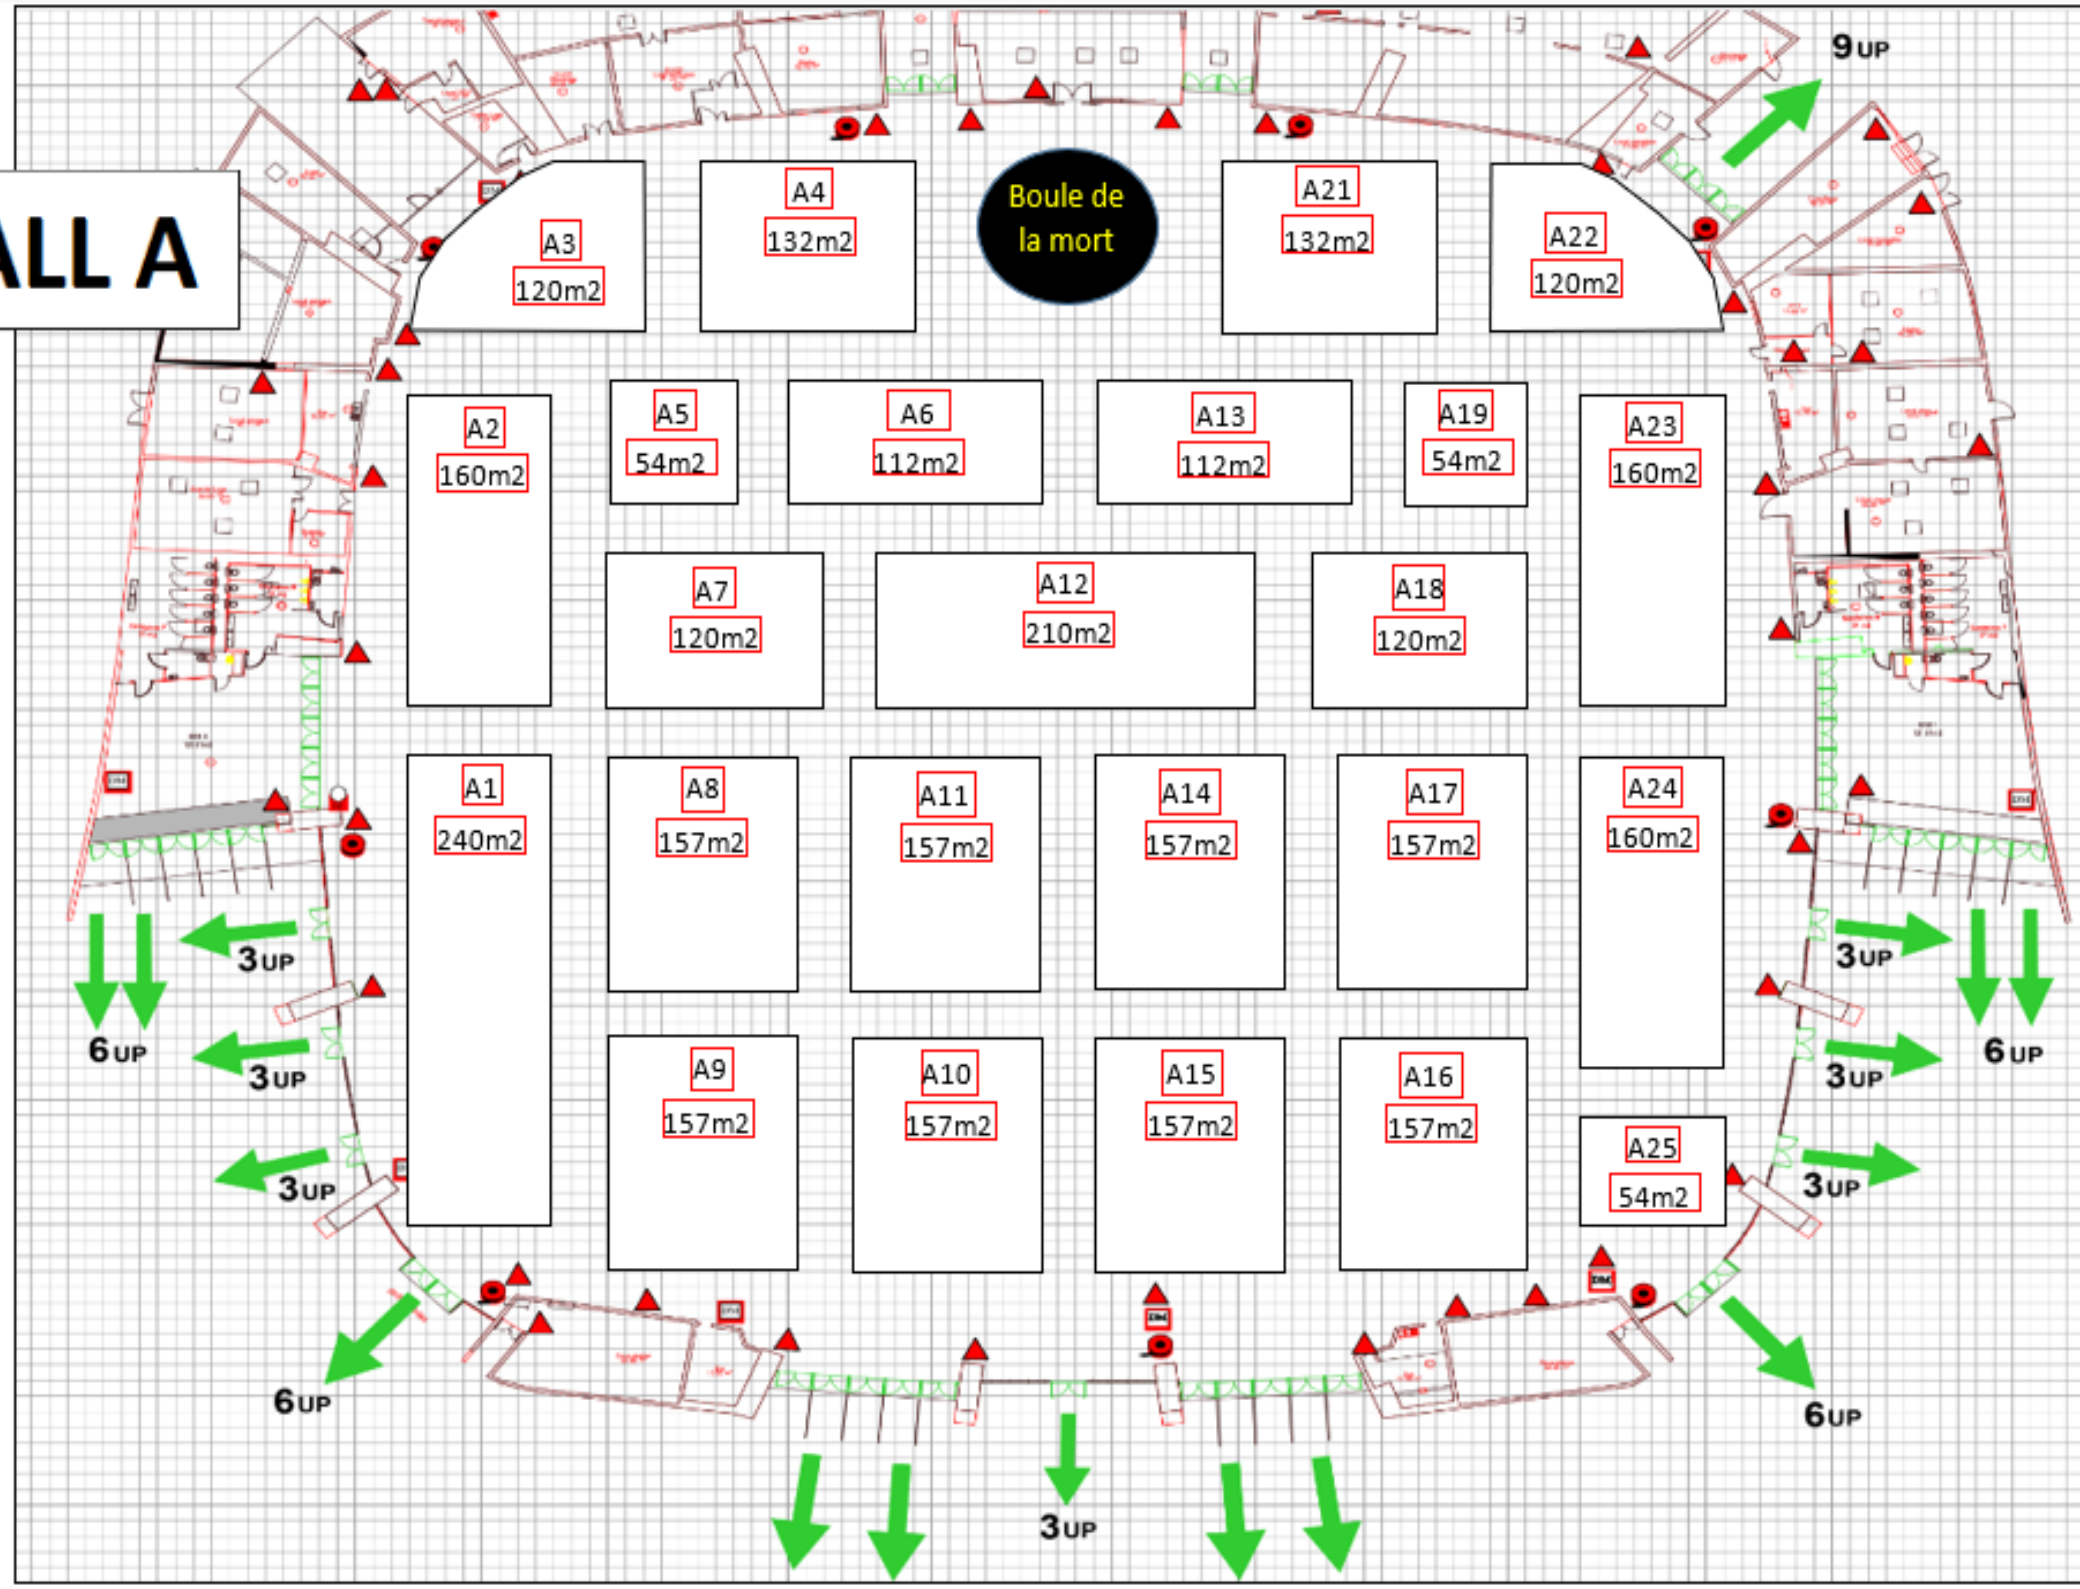 9UP
ALL A
A3
120m2
A4
132m2
Boule de
la mort
A21
132m2
A22
120m2
A2
160m2
A5
54m2
A6
112m2
A13
112m2
A19
54m2
A23
160m2
A7
120m2
A12
210m2
A18
120m2
A1
240m2
A8
157m2
A11
157m2
A14
157m2
A17
157m2
A24
160m2
3UP
3UP
6UP
3UP
3UP
6UP
A9
157m2
A10
157m2
A15
157m2
A16
157m2
A25
54m2
3UP
3UP
6UP
6UP
3UP